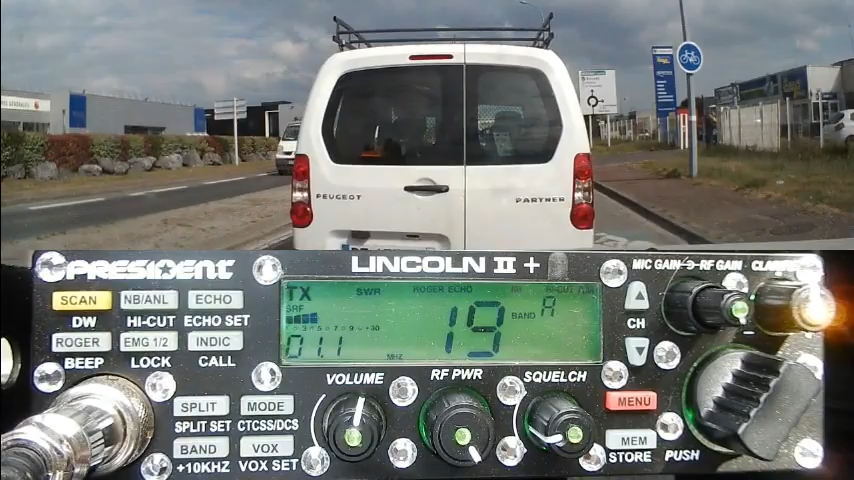 PEUGEOT
PARTNER
PRESIDENT
LINCOLN II +
MIC GAIN RF GAIN
SCAN
NB/ANL
ECHO
DW
HI-CUT
ECHO SET
ROGER
EMG 1/2
INDIC
BEEP
LOCK
CALL
TX
SWR
ROGER ECHO
HI-CUT
SRF
19
BAND
A
01.1
MHZ
CH
VOLUME
RF PWR
SQUELCH
MENU
SPLIT
MODE
SPLIT SET
CTCSS/DCS
BAND
VOX
+10KHZ
VOX SET
MEM
STORE
PUSH